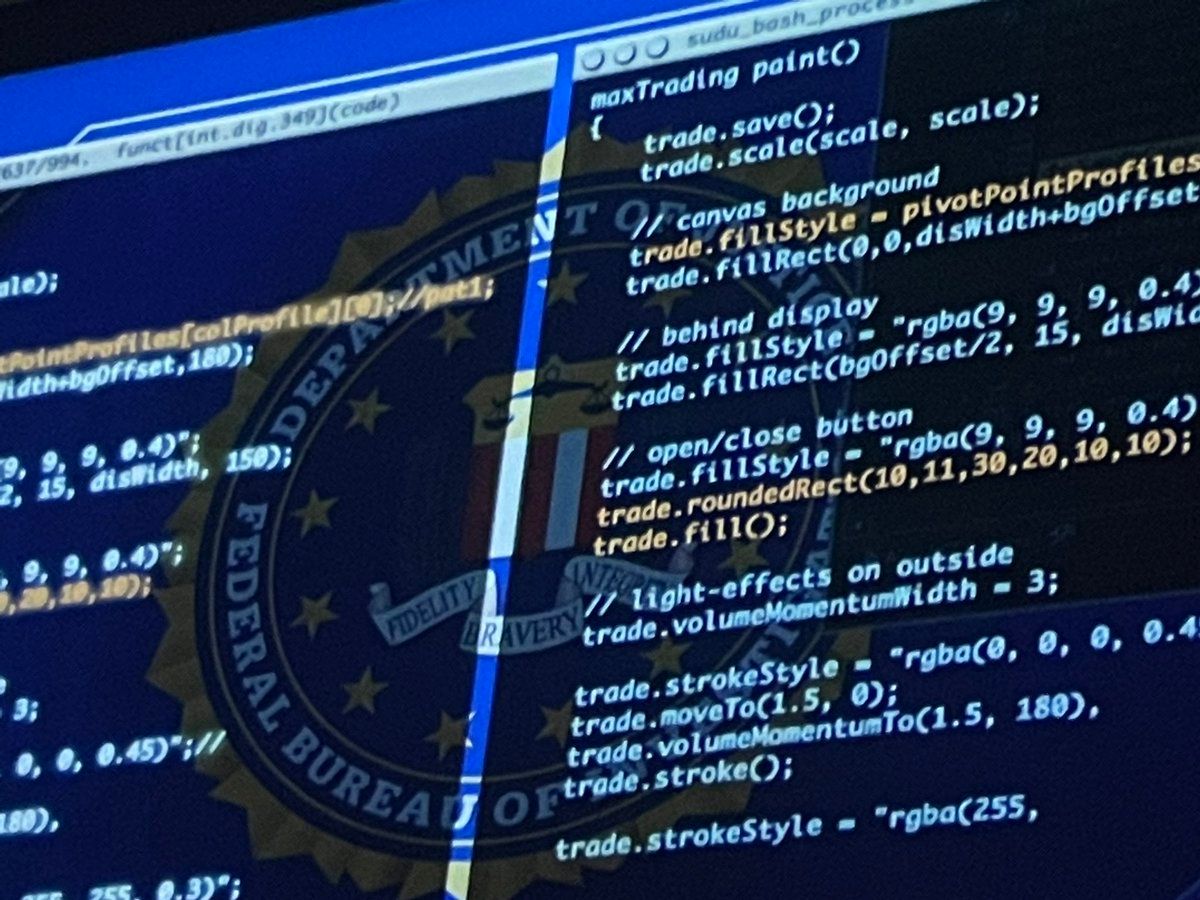 637/994, funct[int.dig.349](code)
ale);
tPointProfiles[colProfile][0];//pat1;
Width+bgOffset,180);
9, 9, 9, 0.4)";
2, 15, disWidth, 150);
, 9, 9, 0.4)";
0,20,10,10);
3;
0, 0, 0.45)";//
180),
255, 0.3)";
sudu_bash_process
maxTrading paint()
{
trade.save();
trade.scale(scale, scale);
// canvas background
trade.fillStyle = pivotPointProfiles
trade.fillRect(0,0,disWidth+bgOffset
// behind display
trade.fillStyle = "rgba(9, 9, 9, 0.4)
trade.fillRect(bgOffset/2, 15, disWid
// open/close button
trade.fillStyle = "rgba(9, 9, 9, 0.4)
trade.roundedRect(10,11,30,20,10,10);
trade.fill();
// light-effects on outside
trade.volumeMomentumWidth = 3;
trade.strokeStyle = "rgba(0, 0, 0, 0.4
trade.moveTo(1.5, 0);
trade.volumeMomentumTo(1.5, 180),
trade.stroke();
trade.strokeStyle = "rgba(255,
DEPARTMENT OF
FEDERAL BUREAU OF
FIDELITY
BRAVERY
INTEGRITY